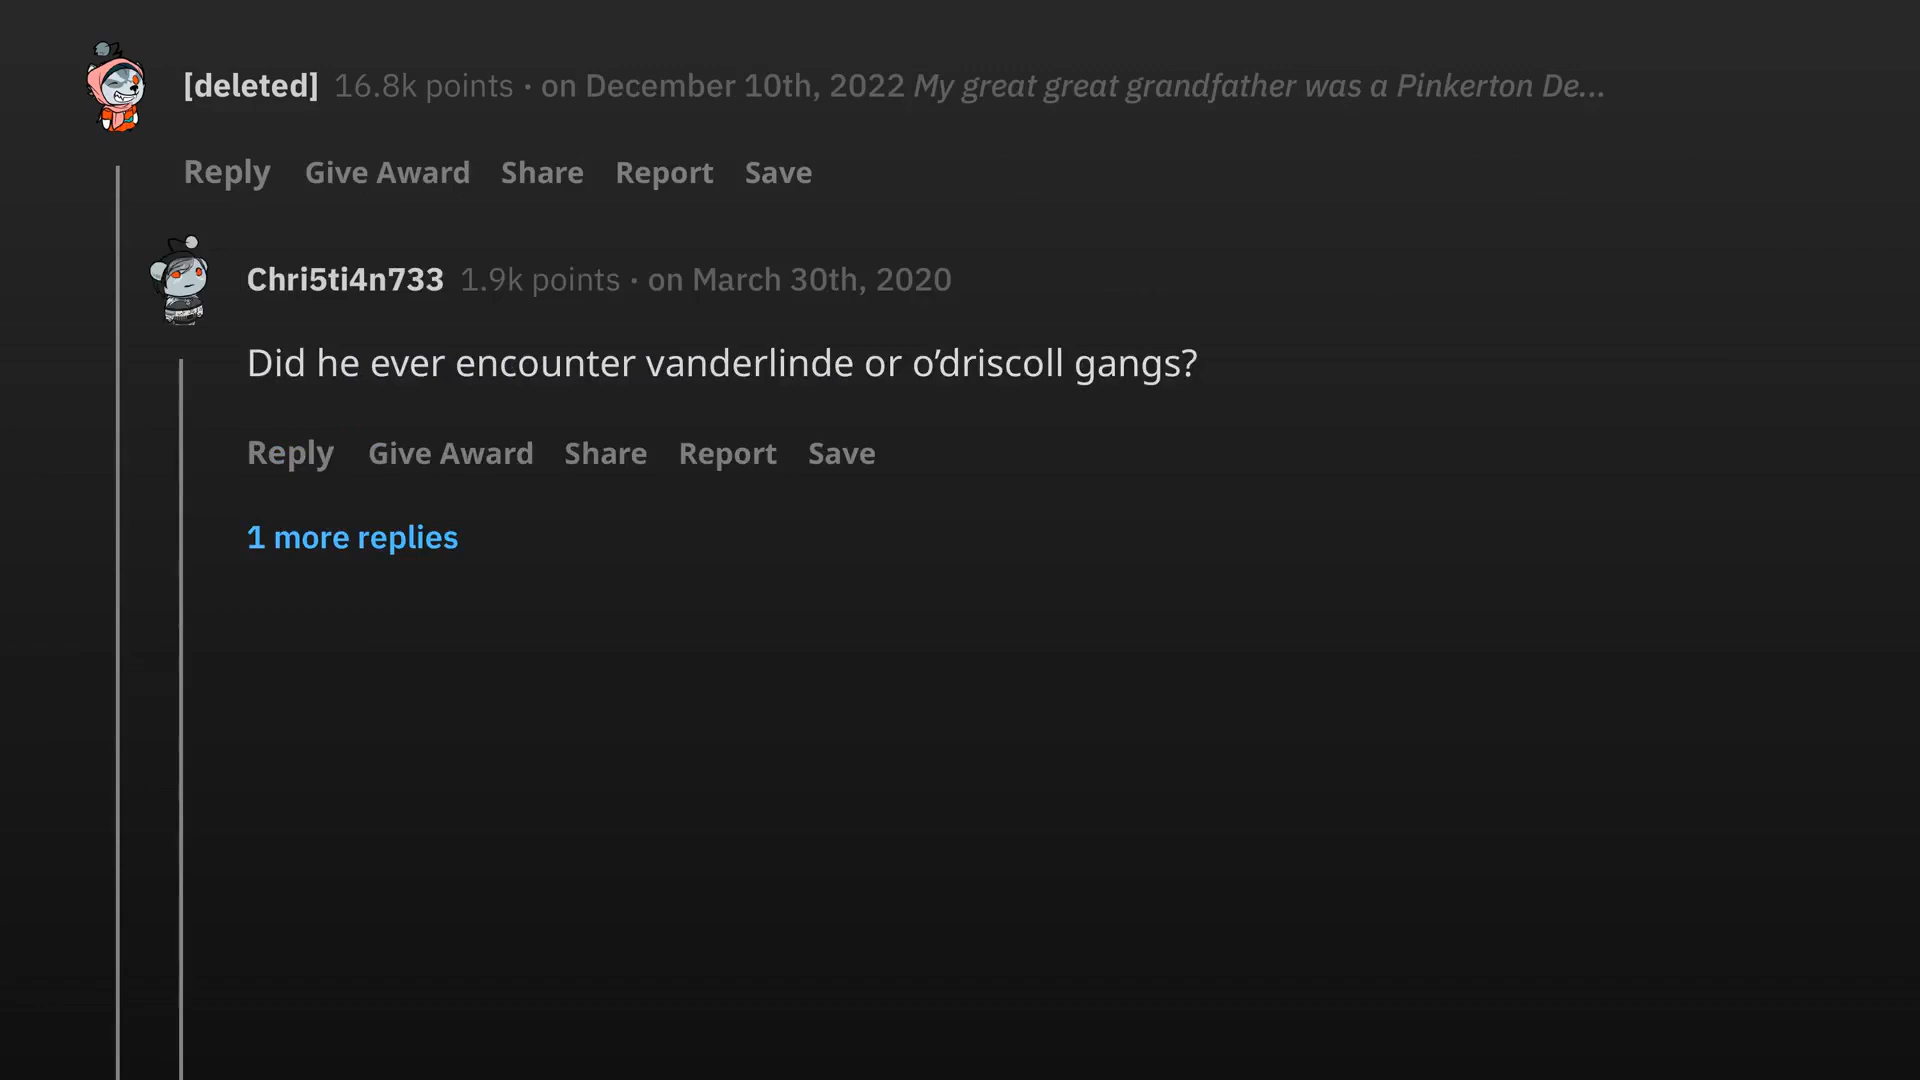 [deleted] 16.8k points · on December 10th, 2022 My great great grandfather was a Pinkerton De...
Reply Give Award Share Report Save
Chri5ti4n733 1.9k points · on March 30th, 2020
Did he ever encounter vanderlinde or o’driscoll gangs?
Reply Give Award Share Report Save
1 more replies